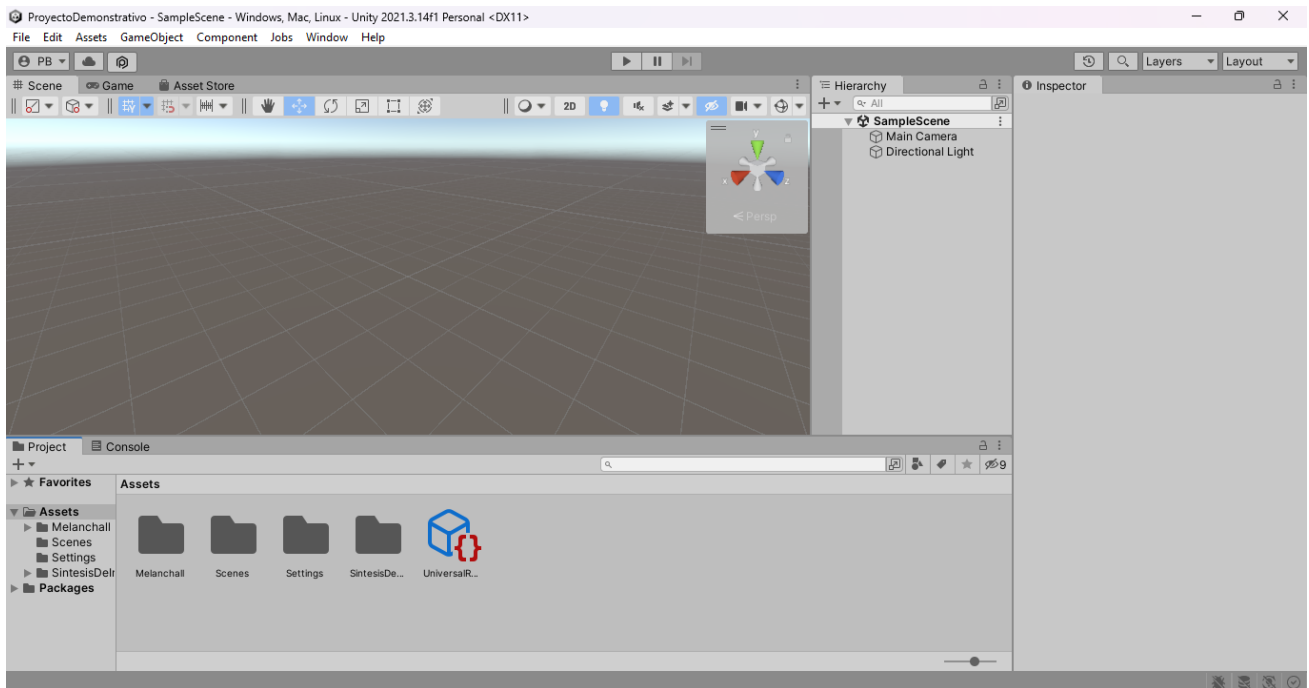 ProyectoDemonstrativo - SampleScene - Windows, Mac, Linux - Unity 2021.3.14f1 Personal <DX11>
File Edit Assets GameObject Component Jobs Window Help
PB
Layers
Layout
Scene
Game
Asset Store
2D
y
x
z
Persp
Hierarchy
All
SampleScene
Main Camera
Directional Light
Inspector
Project
Console
9
Favorites
Assets
Melanchall
Scenes
Settings
SintesisDeIr
Packages
Assets
Melanchall
Scenes
Settings
SintesisDe...
UniversalR...